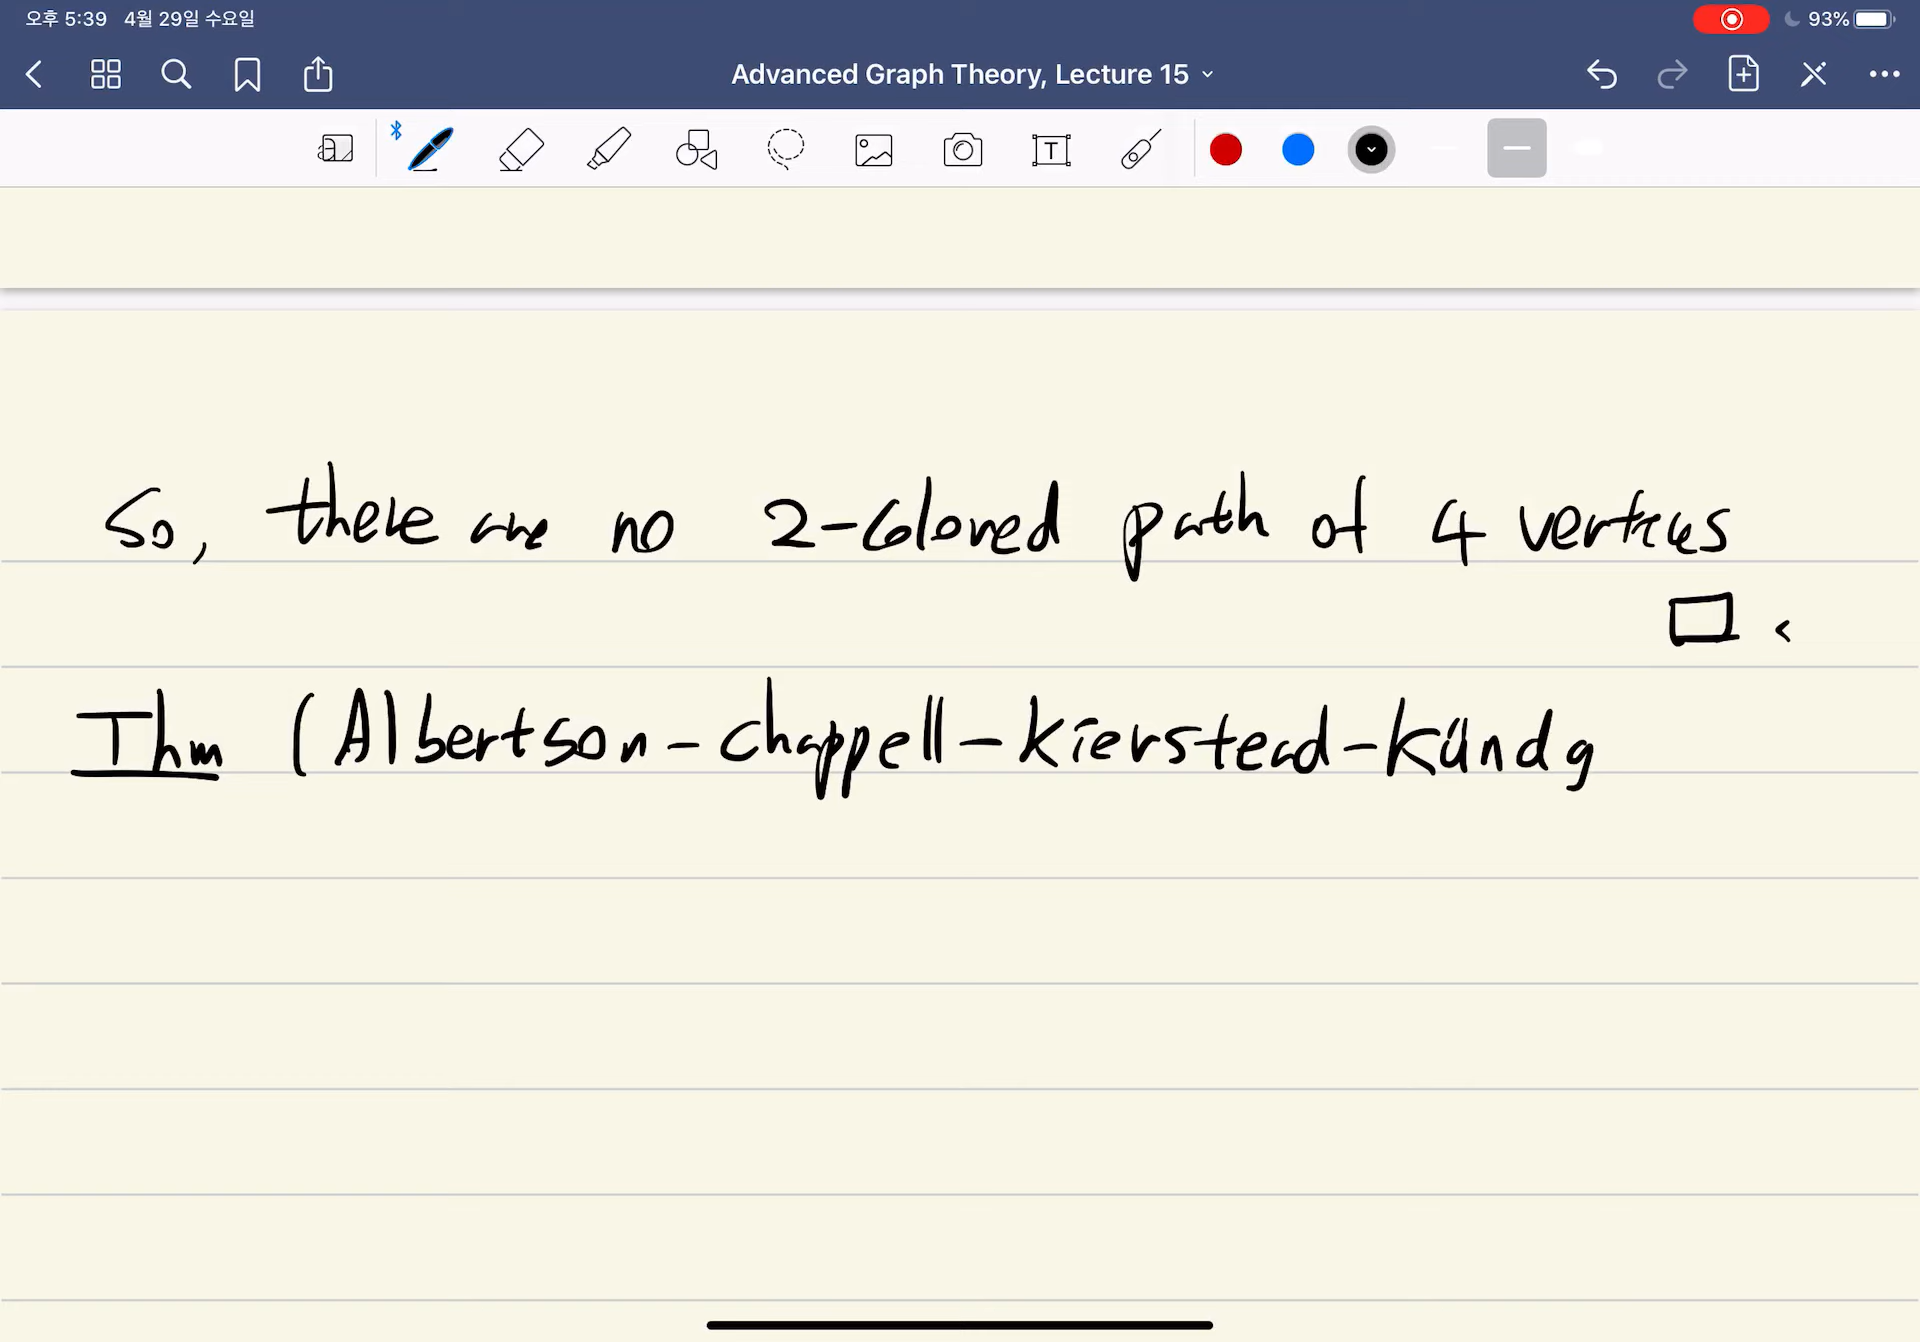 오후 5:39 4월 29일 수요일 93%
Advanced Graph Theory, Lecture 15
So, there are no 2-colored path of 4 vertices
□.
Thm (Albertson-Chappell-Kierstead-Kündg